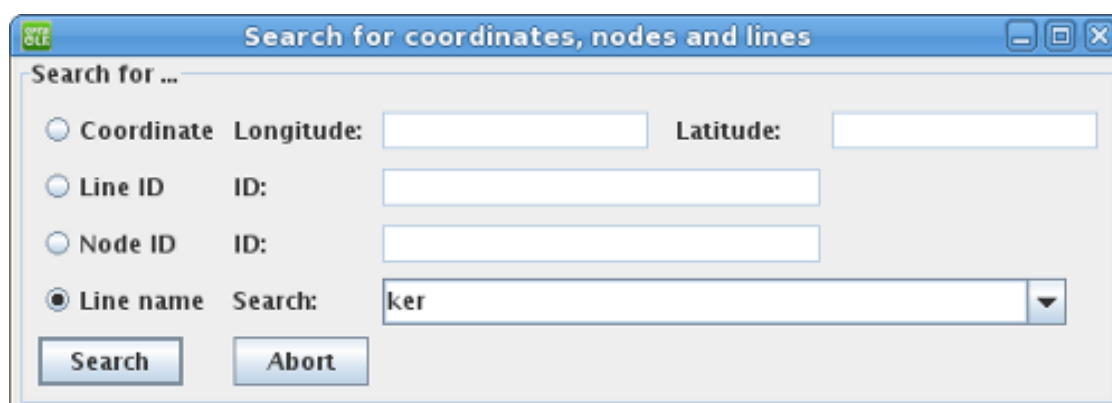 Search for coordinates, nodes and lines
Search for ...
Coordinate Longitude: Latitude:
Line ID ID:
Node ID ID:
Line name Search: ker
Search Abort